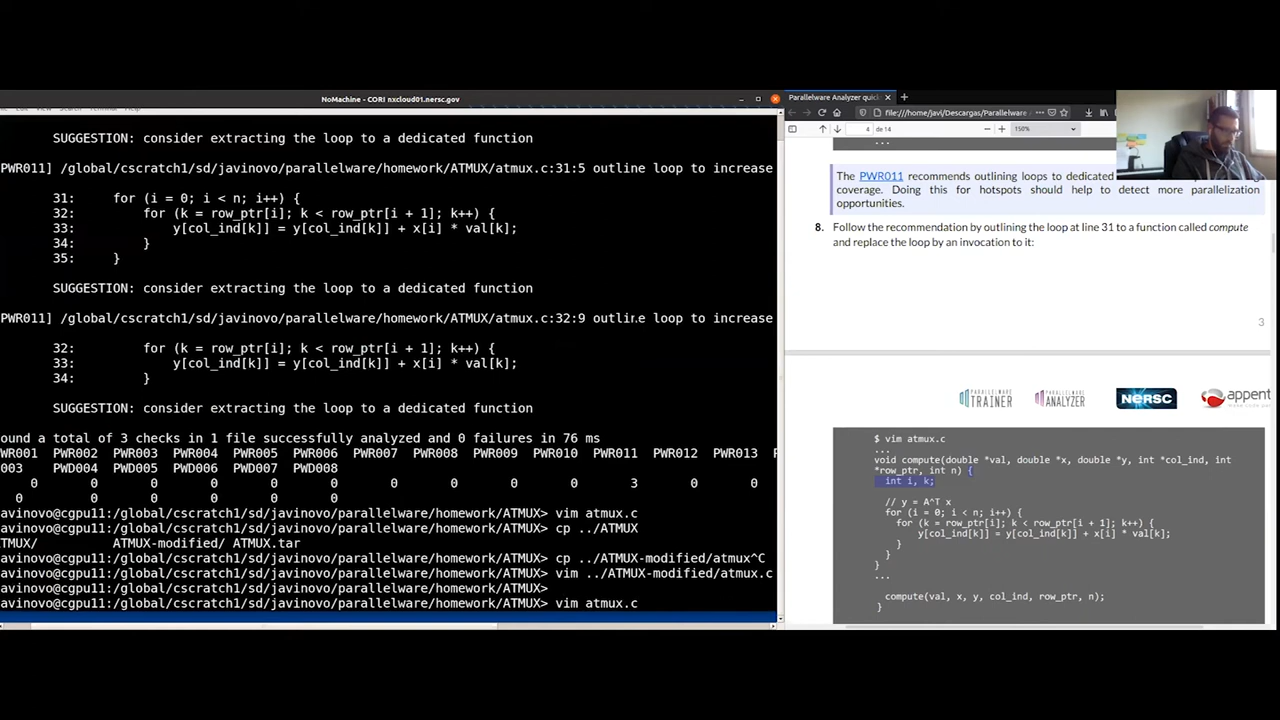 NoMachine - CORI nxcloud01.nersc.gov
SUGGESTION: consider extracting the loop to a dedicated function
PWR011] /global/cscratch1/sd/javinovo/parallelware/homework/ATMUX/atmux.c:31:5 outline loop to increase
31: for (i = 0; i < n; i++) {
32: for (k = row_ptr[i]; k < row_ptr[i + 1]; k++) {
33: y[col_ind[k]] = y[col_ind[k]] + x[i] * val[k];
34: }
35: }
SUGGESTION: consider extracting the loop to a dedicated function
PWR011] /global/cscratch1/sd/javinovo/parallelware/homework/ATMUX/atmux.c:32:9 outline loop to increase
32: for (k = row_ptr[i]; k < row_ptr[i + 1]; k++) {
33: y[col_ind[k]] = y[col_ind[k]] + x[i] * val[k];
34: }
SUGGESTION: consider extracting the loop to a dedicated function
ound a total of 3 checks in 1 file successfully analyzed and 0 failures in 76 ms
WR001 PWR002 PWR003 PWR004 PWR005 PWR006 PWR007 PWR008 PWR009 PWR010 PWR011 PWR012 PWR013 P
003 PWD004 PWD005 PWD006 PWD007 PWD008
0 0 0 0 0 0 0 0 0 0 3 0 0
0 0 0 0 0 0
avinovo@cgpu11:/global/cscratch1/sd/javinovo/parallelware/homework/ATMUX> vim atmux.c
avinovo@cgpu11:/global/cscratch1/sd/javinovo/parallelware/homework/ATMUX> cp ../ATMUX
TMUX/ ATMUX-modified/ ATMUX.tar
avinovo@cgpu11:/global/cscratch1/sd/javinovo/parallelware/homework/ATMUX> cp ../ATMUX-modified/atmux^C
avinovo@cgpu11:/global/cscratch1/sd/javinovo/parallelware/homework/ATMUX> vim ../ATMUX-modified/atmux.c
avinovo@cgpu11:/global/cscratch1/sd/javinovo/parallelware/homework/ATMUX>
avinovo@cgpu11:/global/cscratch1/sd/javinovo/parallelware/homework/ATMUX> vim atmux.c
Parallelware Analyzer quick
file:///home/javi/Descargas/Parallelware
4 de 14 150%
...
The PWR011 recommends outlining loops to dedicated
coverage. Doing this for hotspots should help to detect more parallelization
opportunities.
8. Follow the recommendation by outlining the loop at line 31 to a function called compute
and replace the loop by an invocation to it:
3
PARALLELWARE TRAINER PARALLELWARE ANALYZER NERSC appent
$ vim atmux.c
...
void compute(double *val, double *x, double *y, int *col_ind, int
*row_ptr, int n) {
int i, k;
// y = A^T x
for (i = 0; i < n; i++) {
for (k = row_ptr[i]; k < row_ptr[i + 1]; k++) {
y[col_ind[k]] = y[col_ind[k]] + x[i] * val[k];
}
}
}
...
compute(val, x, y, col_ind, row_ptr, n);
}